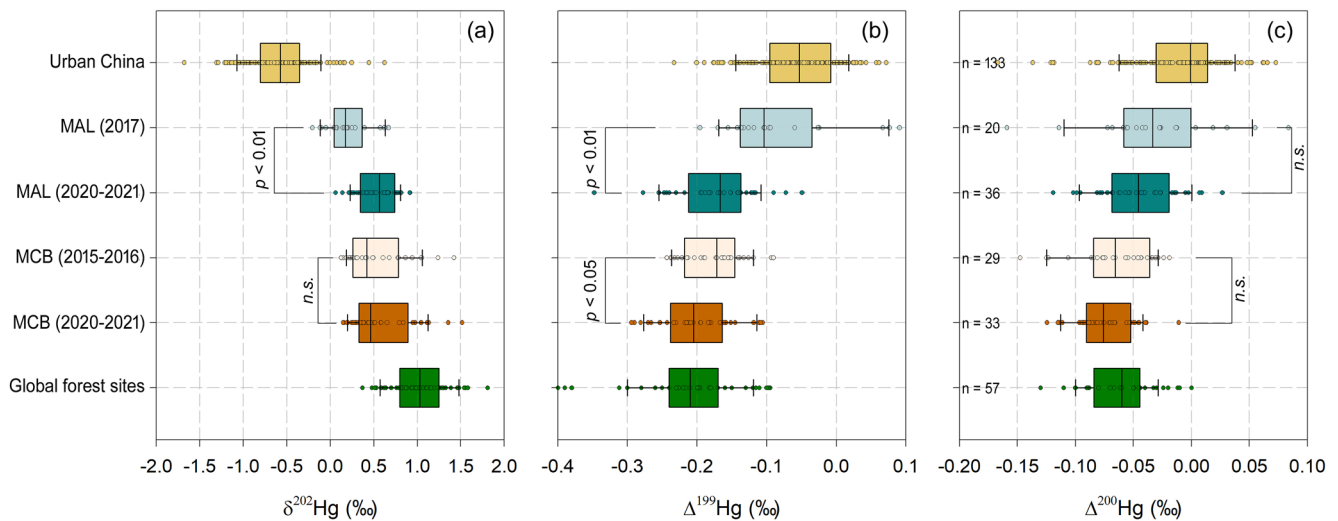 (a)
(b)
(c)
Urban China
MAL (2017)
MAL (2020-2021)
MCB (2015-2016)
MCB (2020-2021)
Global forest sites
p < 0.01
n.s.
p < 0.01
p < 0.05
n = 133
n = 20
n = 36
n = 29
n = 33
n = 57
n.s.
n.s.
-2.0 -1.5 -1.0 -0.5 0.0 0.5 1.0 1.5 2.0
-0.4 -0.3 -0.2 -0.1 0.0 0.1
-0.20 -0.15 -0.10 -0.05 0.00 0.05 0.10
δ²⁰²Hg (‰)
Δ¹⁹⁹Hg (‰)
Δ²⁰⁰Hg (‰)